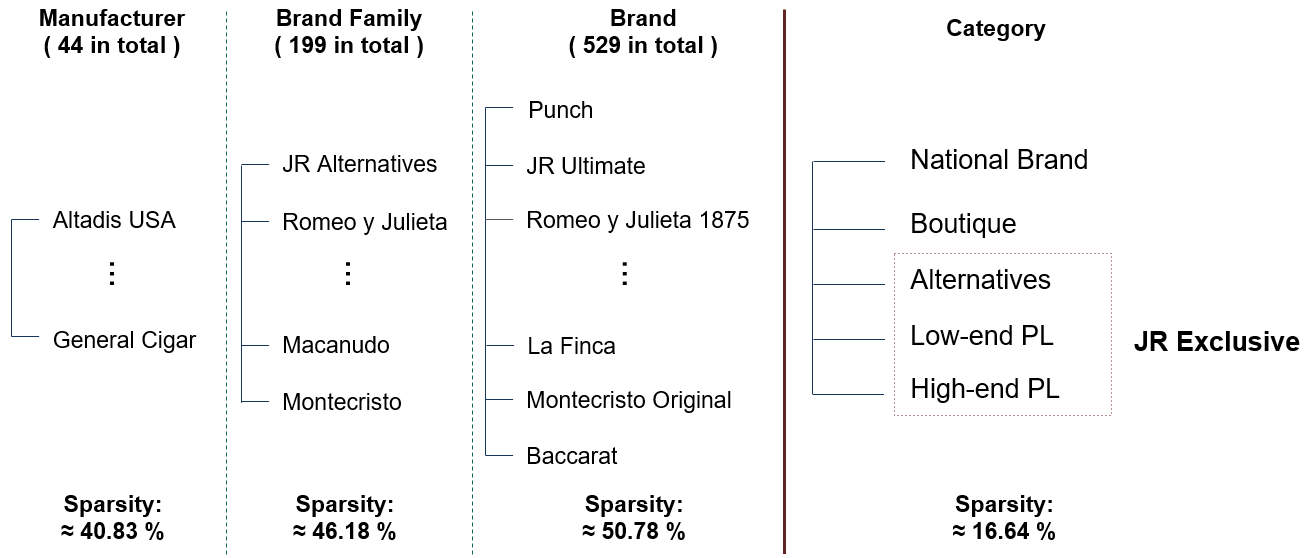 Manufacturer
( 44 in total )
Altadis USA
⋮
General Cigar
Sparsity:
≈ 40.83 %
Brand Family
( 199 in total )
JR Alternatives
Romeo y Julieta
⋮
Macanudo
Montecristo
Sparsity:
≈ 46.18 %
Brand
( 529 in total )
Punch
JR Ultimate
Romeo y Julieta 1875
⋮
La Finca
Montecristo Original
Baccarat
Sparsity:
≈ 50.78 %
Category
National Brand
Boutique
Alternatives
Low-end PL
High-end PL
JR Exclusive
Sparsity:
≈ 16.64 %